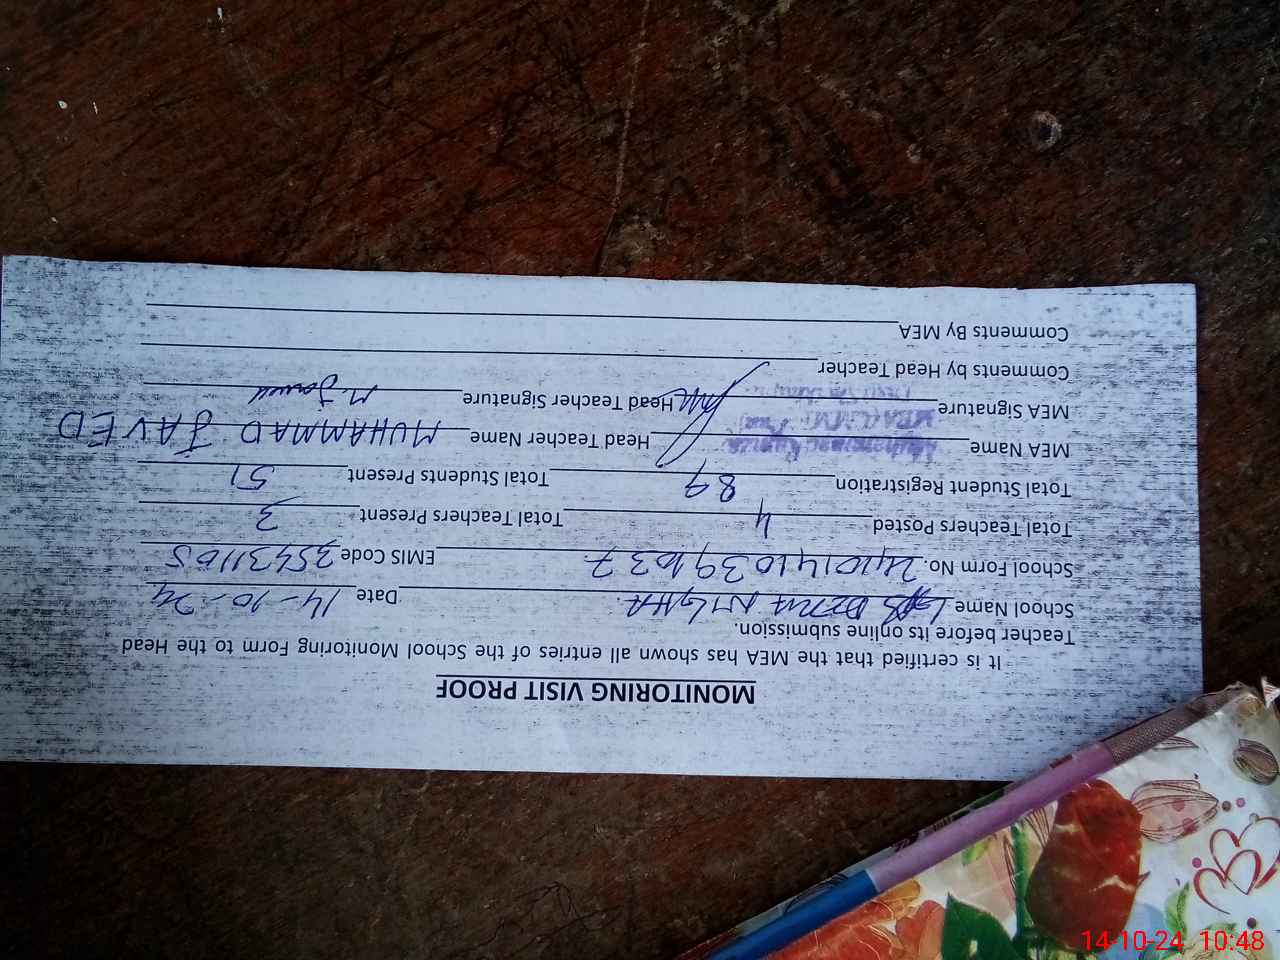 MONITORING VISIT PROOF
It is certified that the MEA has shown all entries of the School Monitoring Form to the Head
Teacher before its online submission.
School Name GPS Date 14-10-24
School Form No. EMIS Code 35431105
Total Teachers Posted 4 Total Teachers Present 3
Total Student Registration 89 Total Students Present 51
MEA Name Muhammad Head Teacher Name MUHAMMAD JAVED
MEA Signature Head Teacher Signature M. Javed
Comments by Head Teacher
Comments By MEA
14-10-24 10:48